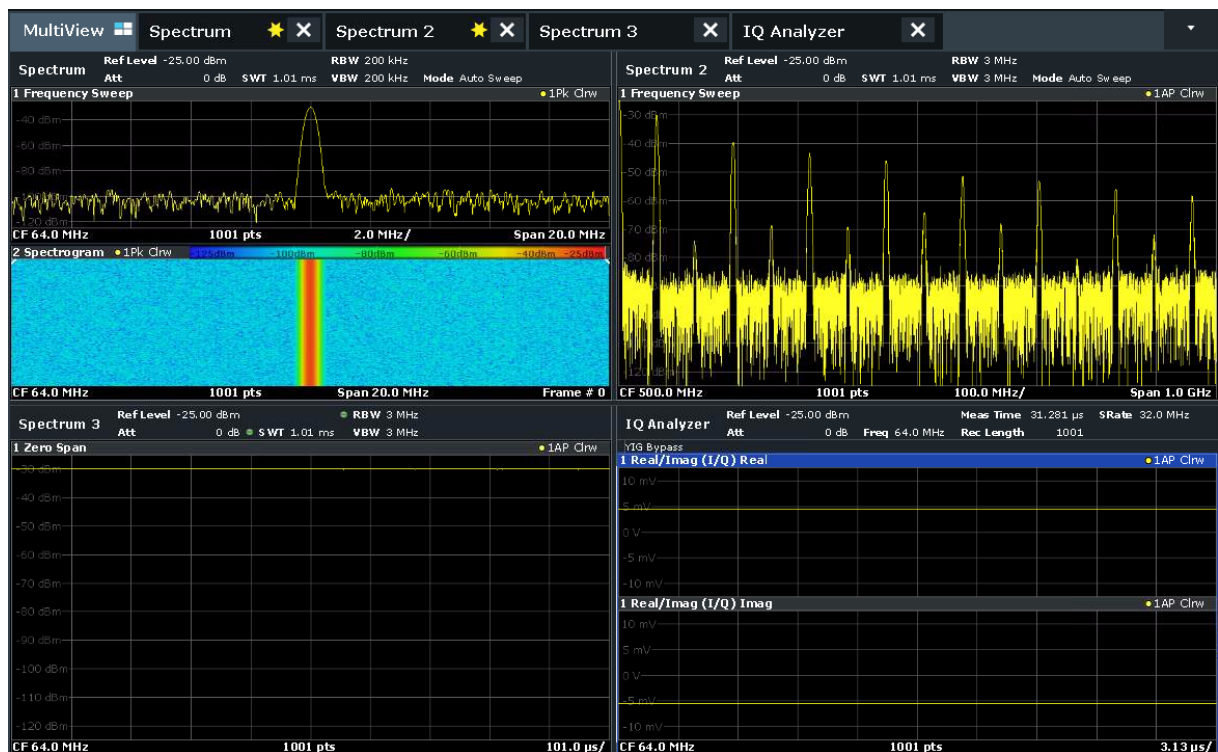 MultiView Spectrum Spectrum 2 Spectrum 3 IQ Analyzer
Spectrum
Ref Level -25.00 dBm RBW 200 kHz
Att 0 dB SWT 1.01 ms VBW 200 kHz Mode Auto Sweep
1 Frequency Sweep 1Pk Clrw
-40 dBm
-60 dBm
-80 dBm
-100 dBm
-120 dBm
CF 64.0 MHz 1001 pts 2.0 MHz/ Span 20.0 MHz
2 Spectrogram 1Pk Clrw -125dBm -100dBm -80dBm -60dBm -40dBm -25dBm
CF 64.0 MHz 1001 pts Span 20.0 MHz Frame # 0
Spectrum 2
Ref Level -25.00 dBm RBW 3 MHz
Att 0 dB SWT 1.01 ms VBW 3 MHz Mode Auto Sweep
1 Frequency Sweep 1AP Clrw
-30 dBm
-40 dBm
-50 dBm
-60 dBm
-70 dBm
-80 dBm
CF 500.0 MHz 1001 pts 100.0 MHz/ Span 1.0 GHz
Spectrum 3
Ref Level -25.00 dBm RBW 3 MHz
Att 0 dB SWT 1.01 ms VBW 3 MHz
1 Zero Span 1AP Clrw
-30 dBm
-40 dBm
-50 dBm
-60 dBm
-70 dBm
-80 dBm
-90 dBm
-100 dBm
-110 dBm
-120 dBm
CF 64.0 MHz 1001 pts 101.0 µs/
IQ Analyzer
Ref Level -25.00 dBm Meas Time 31.281 µs SRate 32.0 MHz
Att 0 dB Freq 64.0 MHz Rec Length 1001
YIG Bypass
1 Real/Imag (I/Q) Real 1AP Clrw
10 mV
5 mV
0 V
-5 mV
-10 mV
1 Real/Imag (I/Q) Imag 1AP Clrw
10 mV
5 mV
0 V
-5 mV
-10 mV
CF 64.0 MHz 1001 pts 3.13 µs/